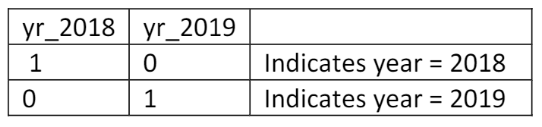 yr_2018 yr_2019
1 0 Indicates year = 2018
0 1 Indicates year = 2019